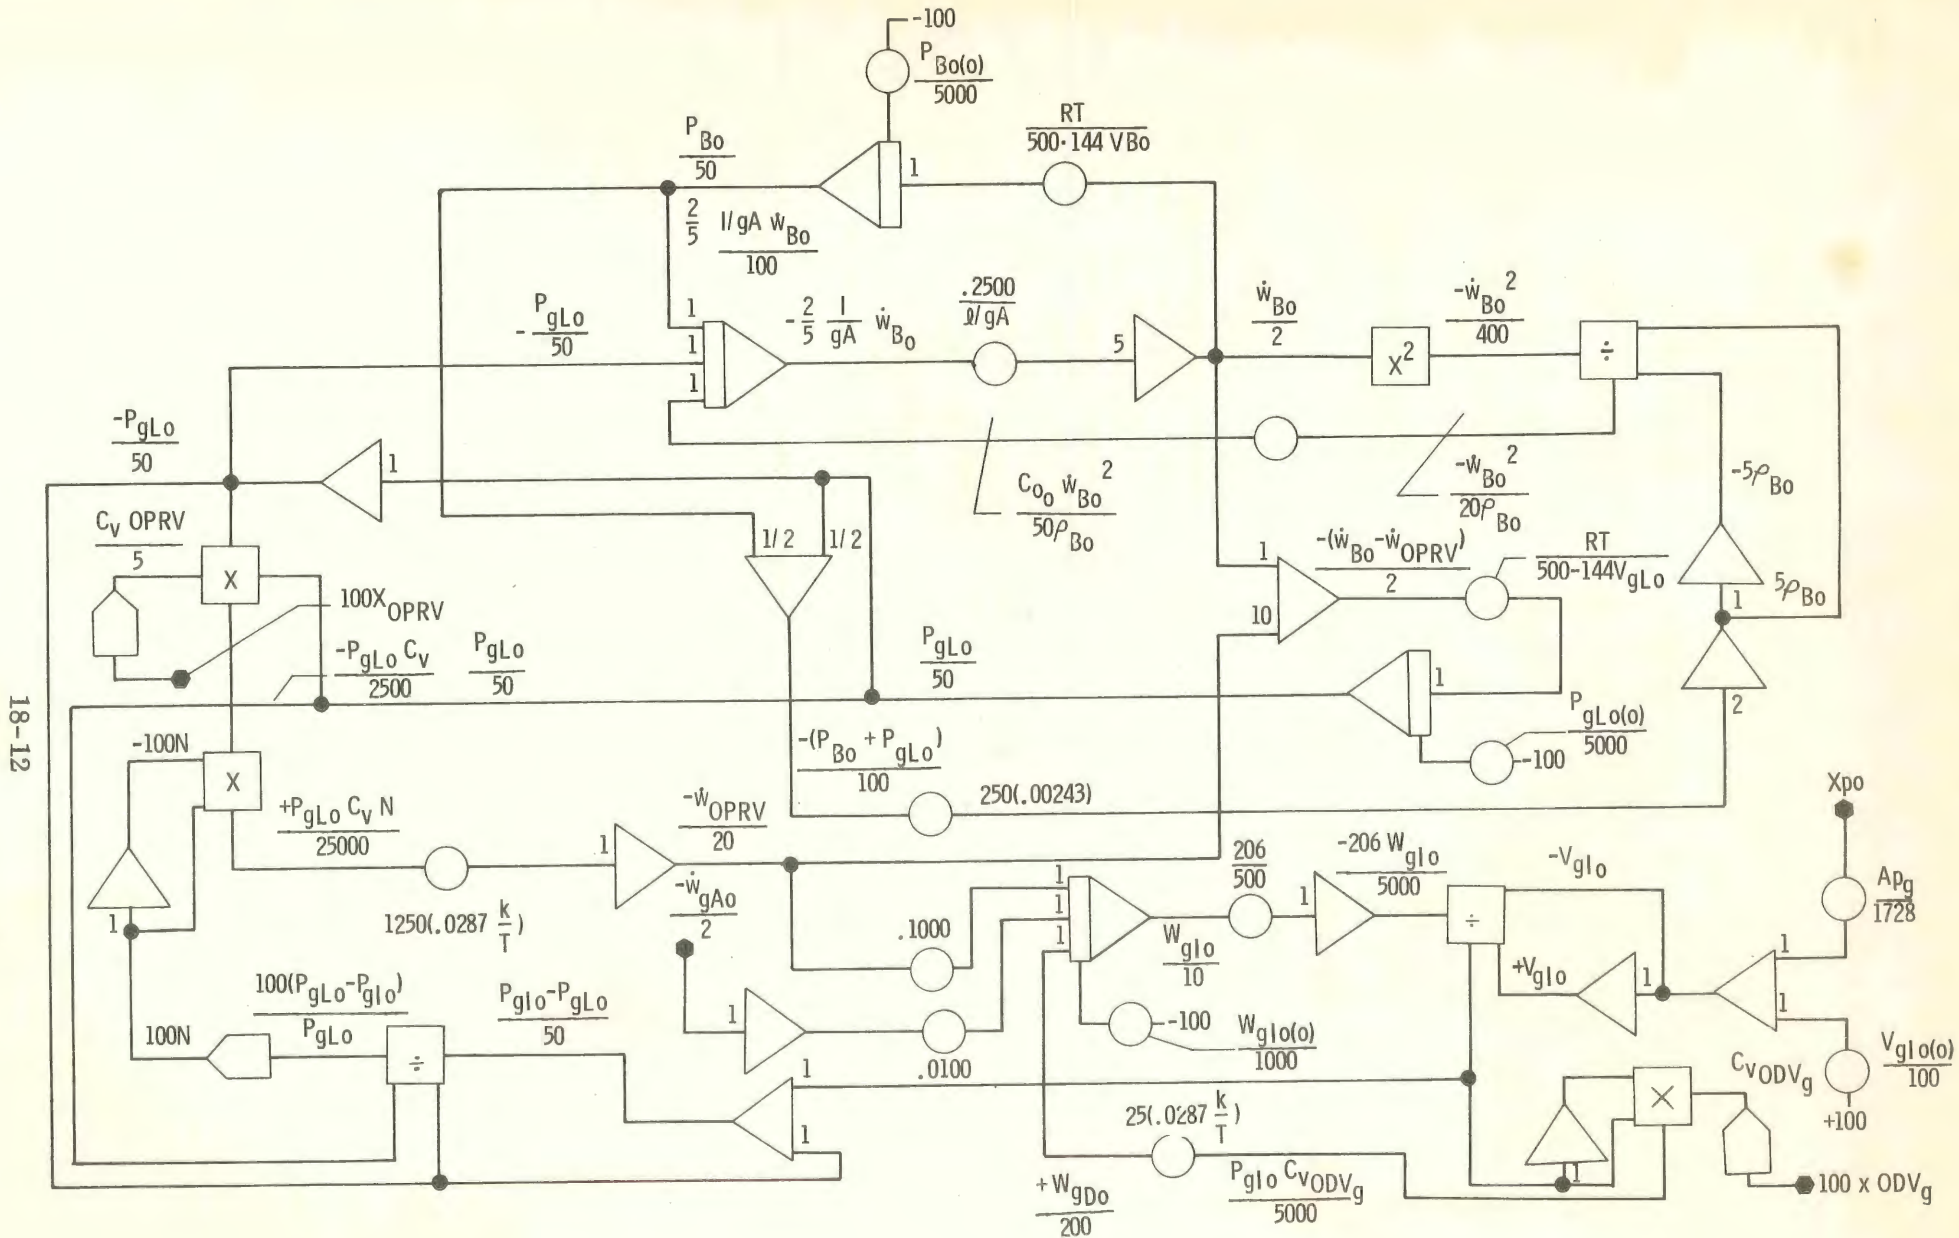 -100
P_Bo(o)
5000
RT
500·144 VBo
P_Bo
50
1
2
5
l/gA ẇ_Bo
100
-P_gLo
50
1
1
1
-2/5 l/gA ẇ_Bo
.2500
ℓ/gA
5
ẇ_Bo
2
X²
-ẇ_Bo²
400
÷
-P_gLo
50
1
C_Oo ẇ_Bo²
50ρ_Bo
-ẇ_Bo²
20ρ_Bo
-5ρ_Bo
C_v OPRV
5
X
1/2
1/2
1
10
-(ẇ_Bo-ẇ_OPRV)
2
RT
500-144V_gLo
1
5ρ_Bo
100X_OPRV
-P_gLo C_v
2500
P_gLo
50
P_gLo
50
1
2
P_gLo(o)
5000
-100
18-12
-100N
X
-(P_Bo + P_gLo)
100
250(.00243)
Xpo
+P_gLo C_v N
25000
1
-ẇ_OPRV
20
1250(.0287 k/T)
-ẇ_gAo
2
.1000
1
1
1
W_glo
10
206
500
1
-206 W_glo
5000
÷
-V_glo
+V_glo
1
1
1
Ap_g
1728
1
100(P_gLo-P_glo)
P_gLo
100N
÷
P_glo-P_gLo
50
1
.0100
-100
W_glo(o)
1000
1
1
25(.0287 k/T)
P_glo C_vODV_g
5000
+W_gDo
200
X
1
C_vODV_g
V_glo(o)
100
+100
100 x ODV_g